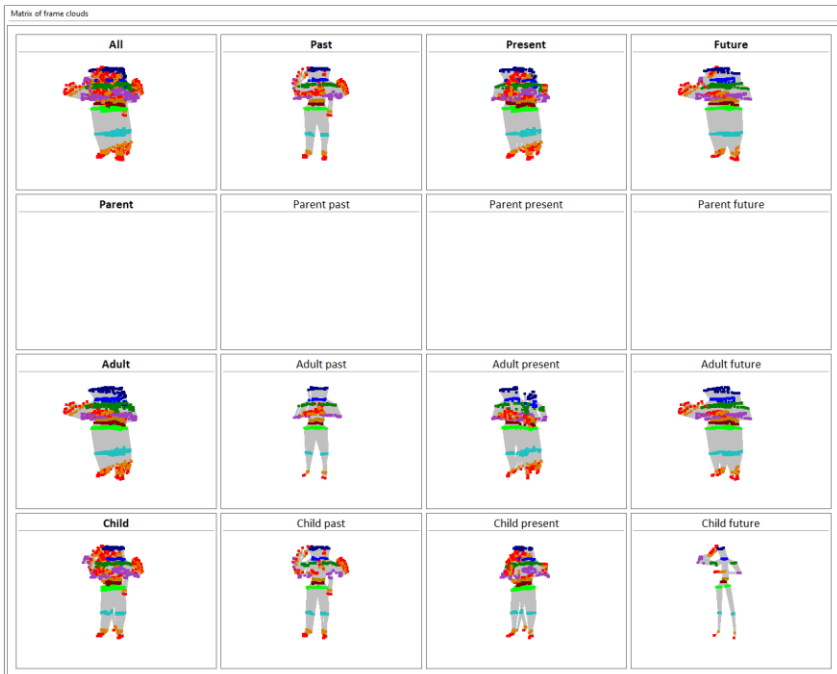 Matrix of frame clouds
All
Past
Present
Future
Parent
Parent past
Parent present
Parent future
Adult
Adult past
Adult present
Adult future
Child
Child past
Child present
Child future